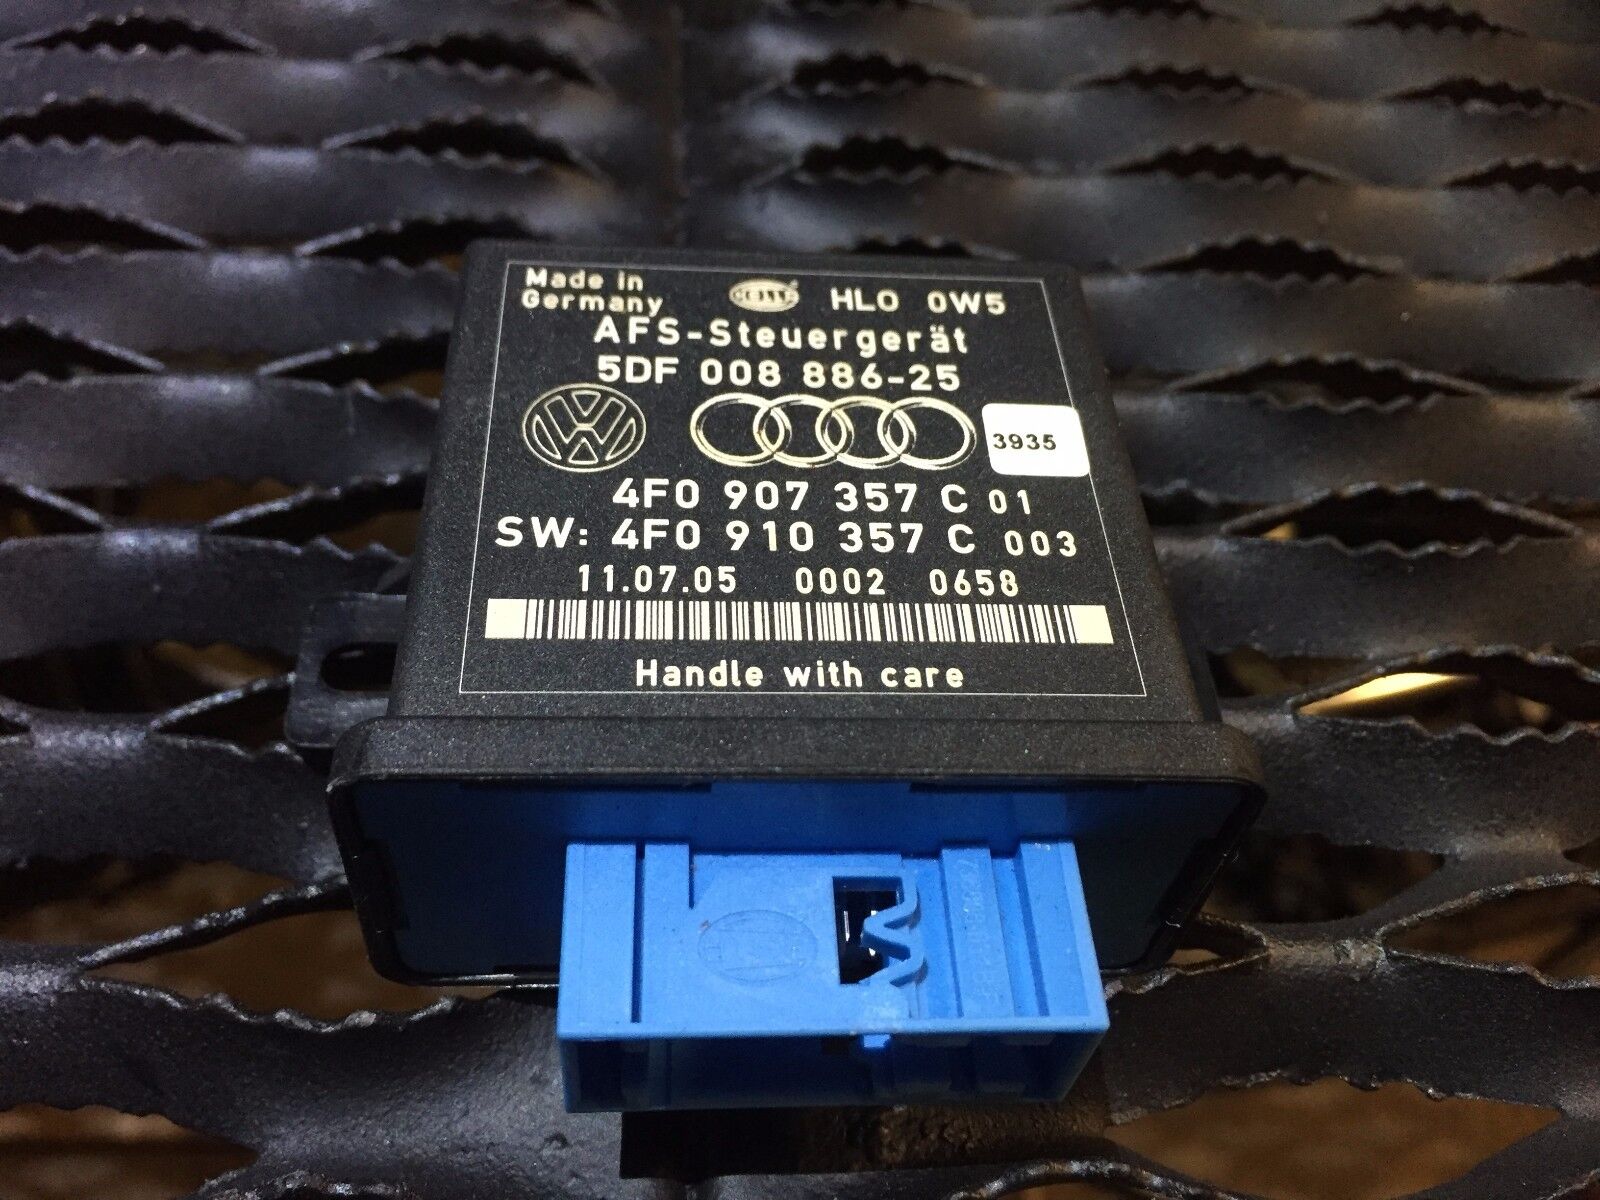 Made in
Germany
HELLA HLO 0W5
AFS-Steuergerät
5DF 008 886-25
3935
4F0 907 357 C 01
SW: 4F0 910 357 C 003
11.07.05 0002 0658
Handle with care